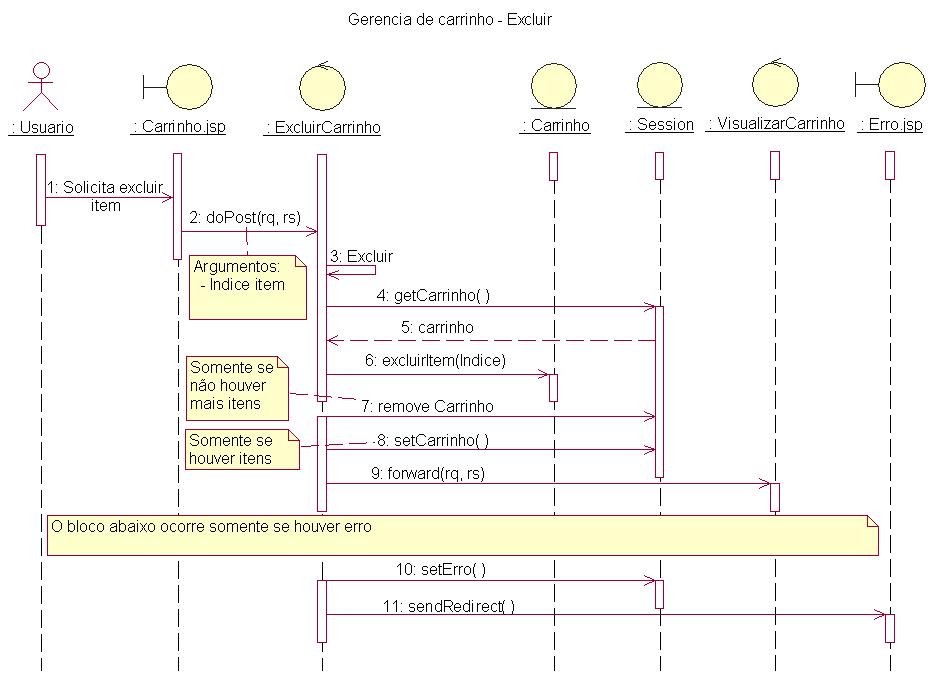 Gerencia de carrinho - Excluir
: Usuario
: Carrinho.jsp
: ExcluirCarrinho
: Carrinho
: Session
: VisualizarCarrinho
: Erro.jsp
1: Solicita excluir
item
2: doPost(rq, rs)
Argumentos:
- Indice item
3: Excluir
4: getCarrinho( )
5: carrinho
6: excluirItem(Indice)
Somente se
não houver
mais itens
7: remove Carrinho
Somente se
houver itens
8: setCarrinho( )
9: forward(rq, rs)
O bloco abaixo ocorre somente se houver erro
10: setErro( )
11: sendRedirect( )